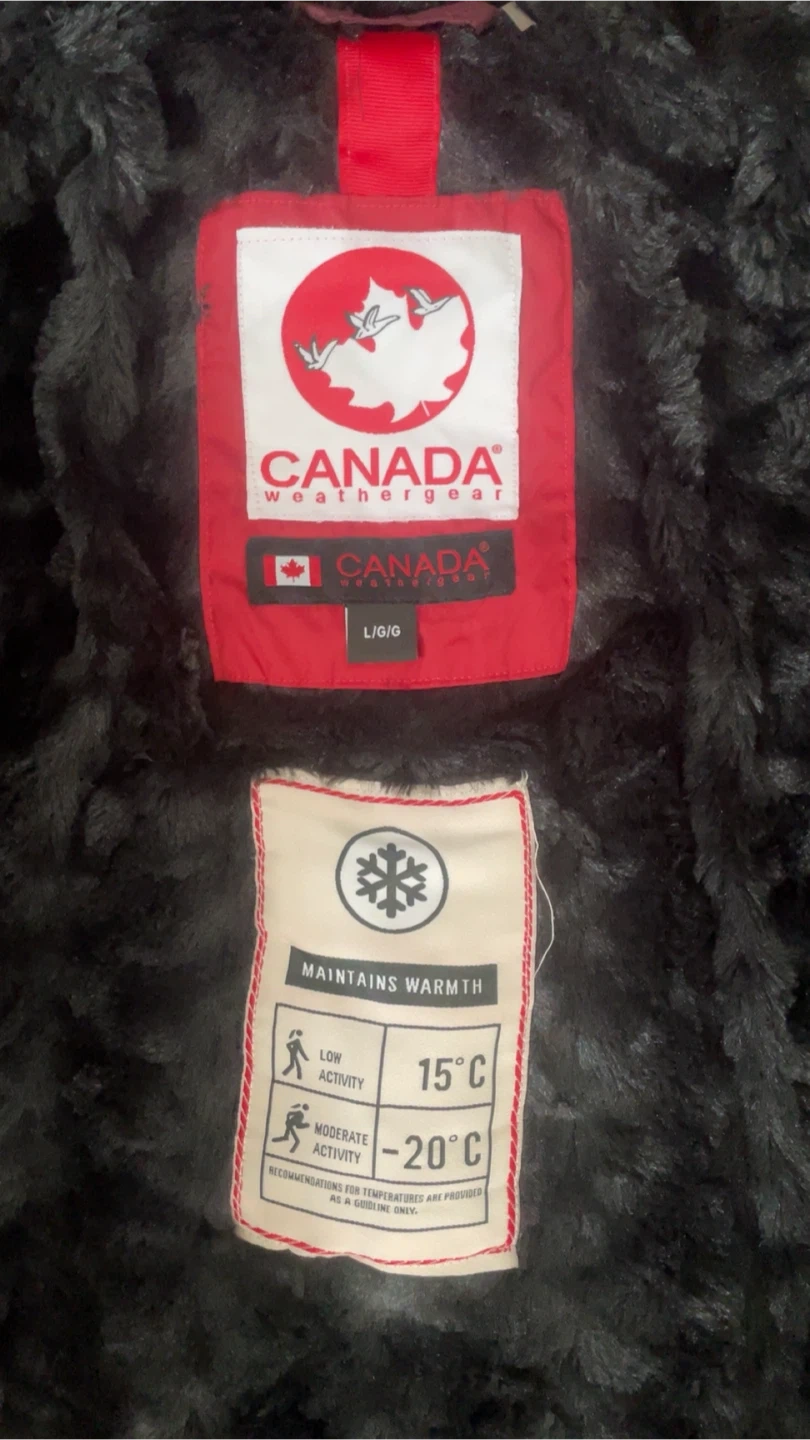 CANADA®
weathergear
CANADA®
weathergear
L/G/G
MAINTAINS WARMTH
LOW
ACTIVITY
15°C
MODERATE
ACTIVITY
-20°C
RECOMMENDATIONS FOR TEMPERATURES ARE PROVIDED
AS A GUIDLINE ONLY.